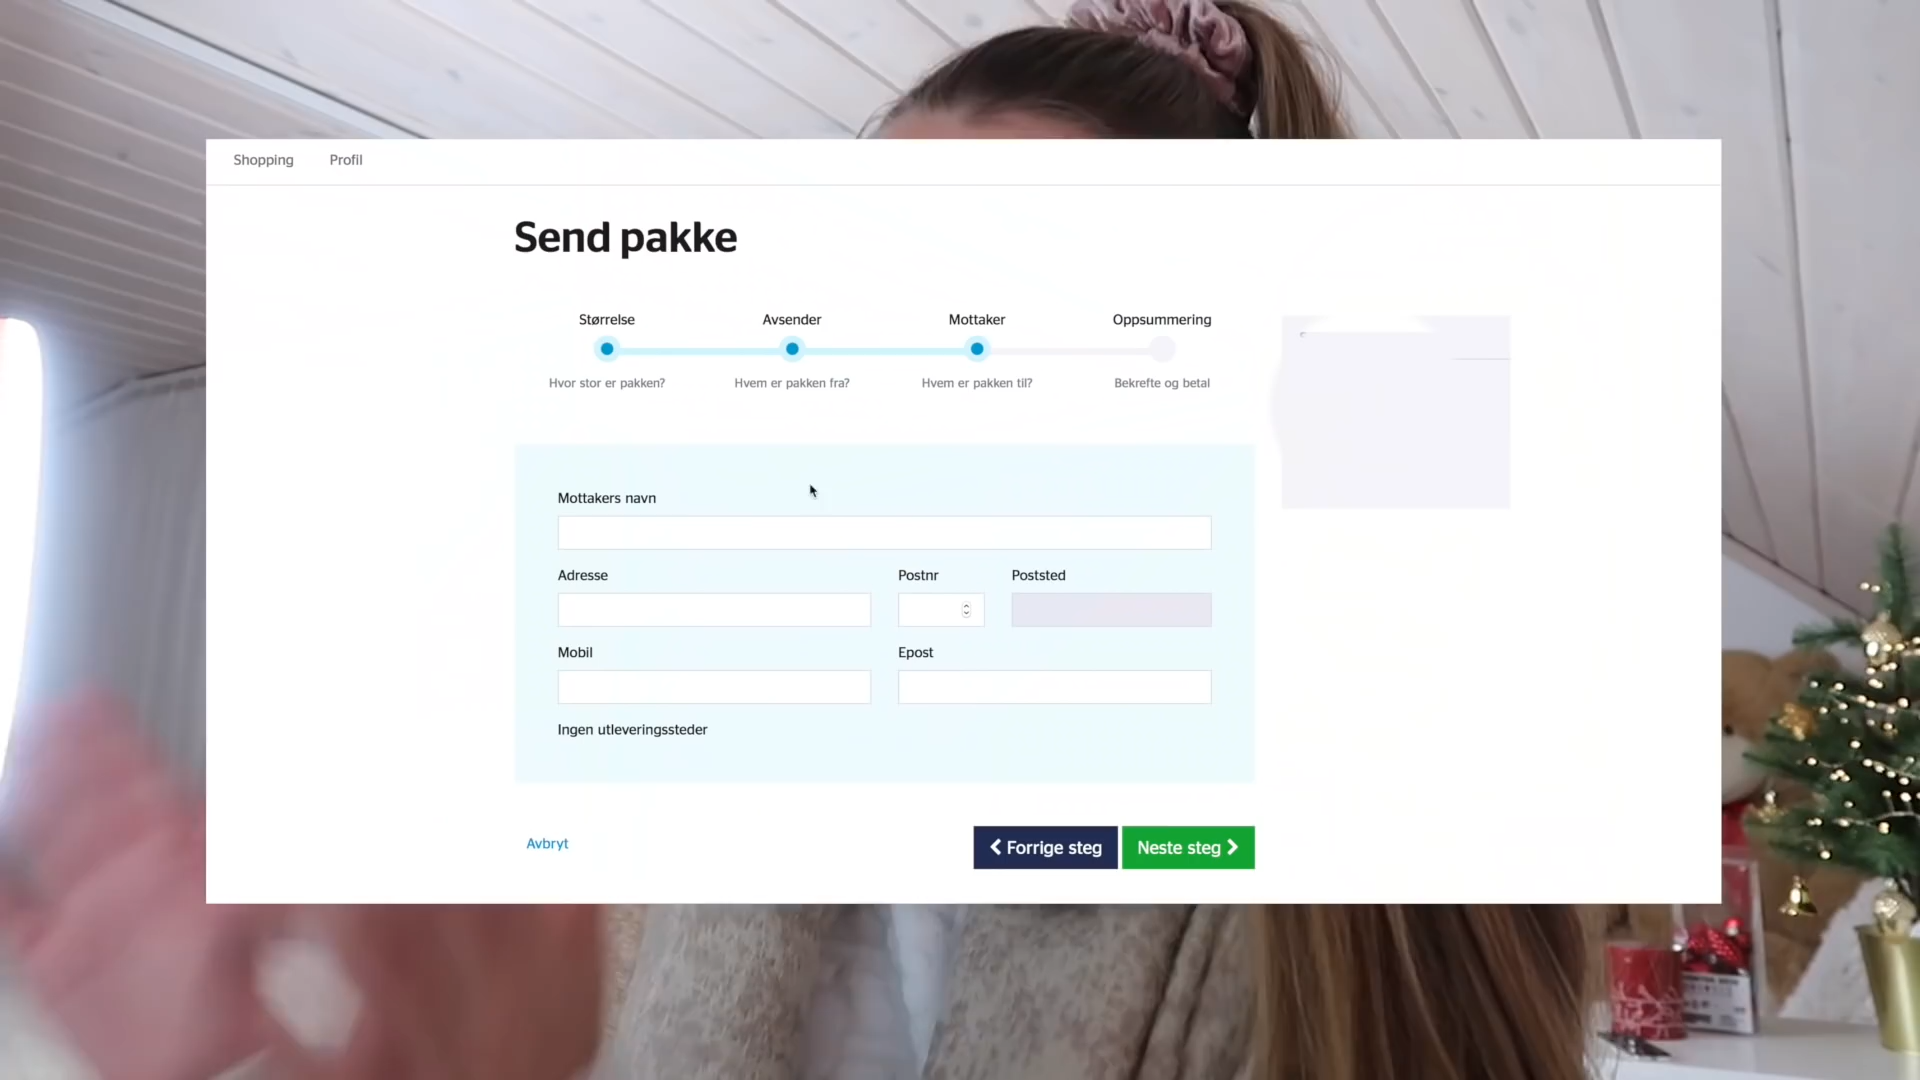 Shopping Profil
Send pakke
Størrelse Avsender Mottaker Oppsummering
Hvor stor er pakken? Hvem er pakken fra? Hvem er pakken til? Bekrefte og betal
Mottakers navn
Adresse Postnr Poststed
Mobil Epost
Ingen utleveringssteder
Avbryt Forrige steg Neste steg